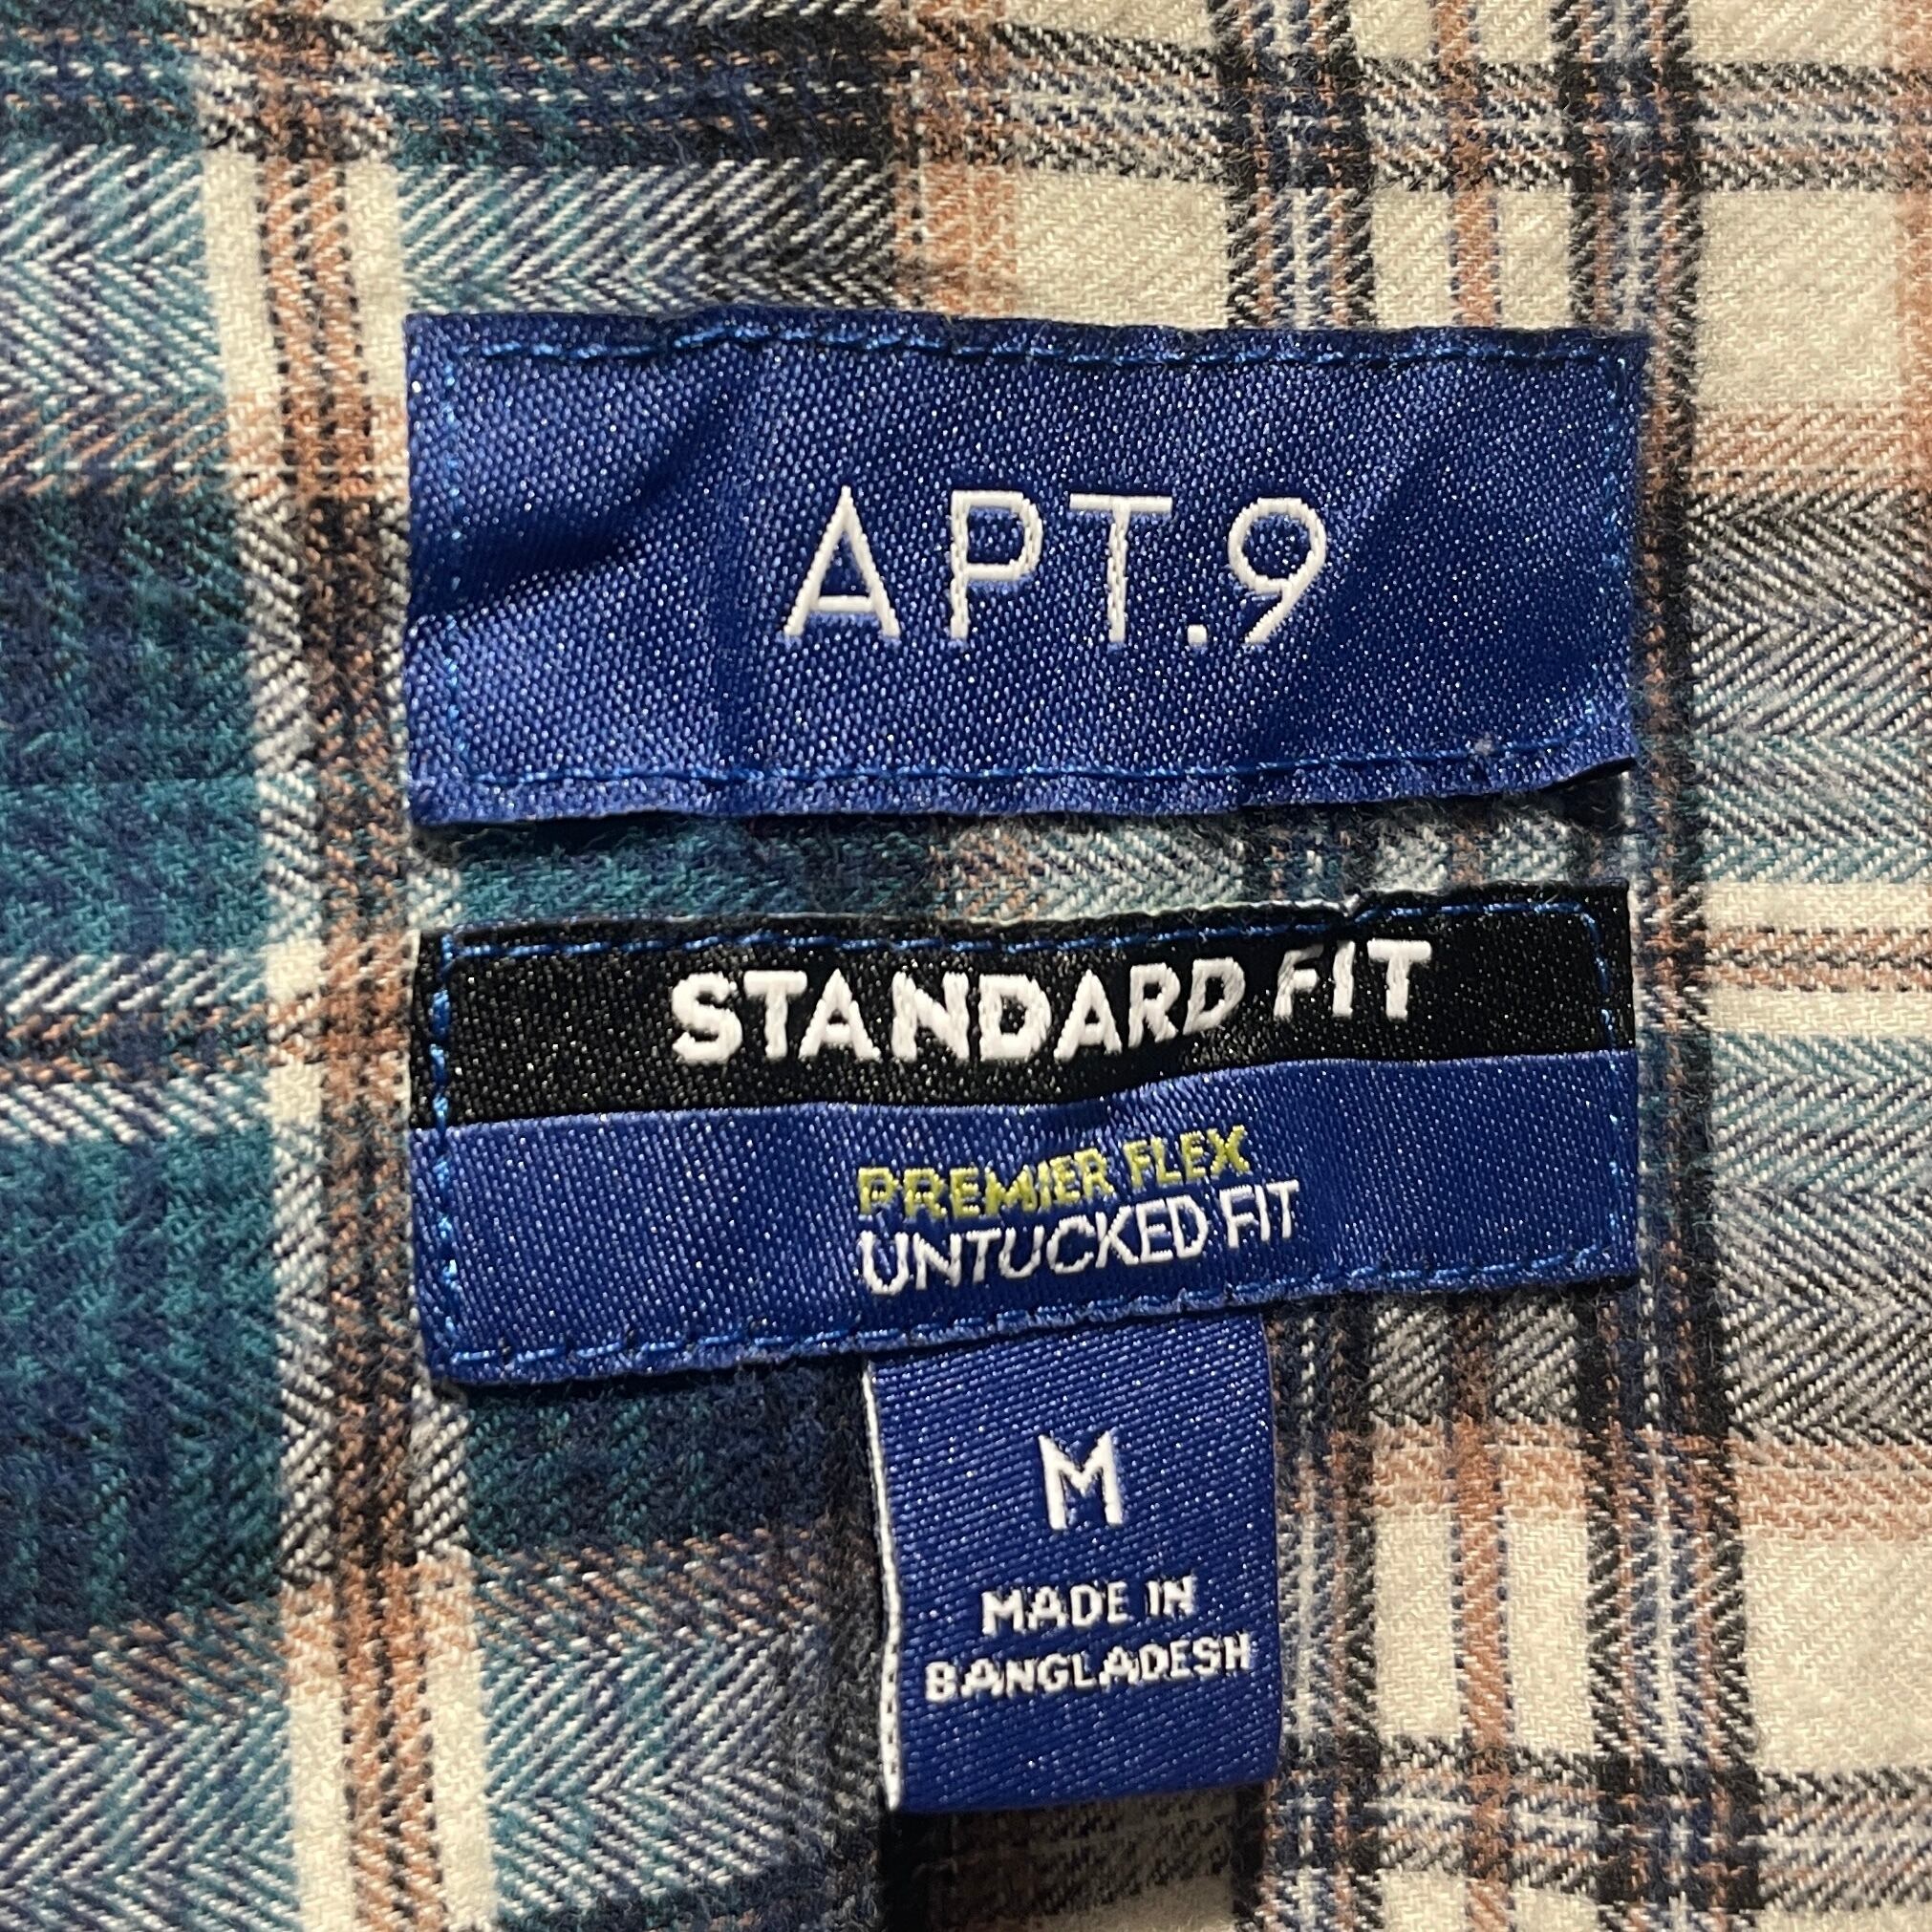 APT.9
STANDARD FIT
PREMIER FLEX
UNTUCKED FIT
M
MADE IN
BANGLADESH